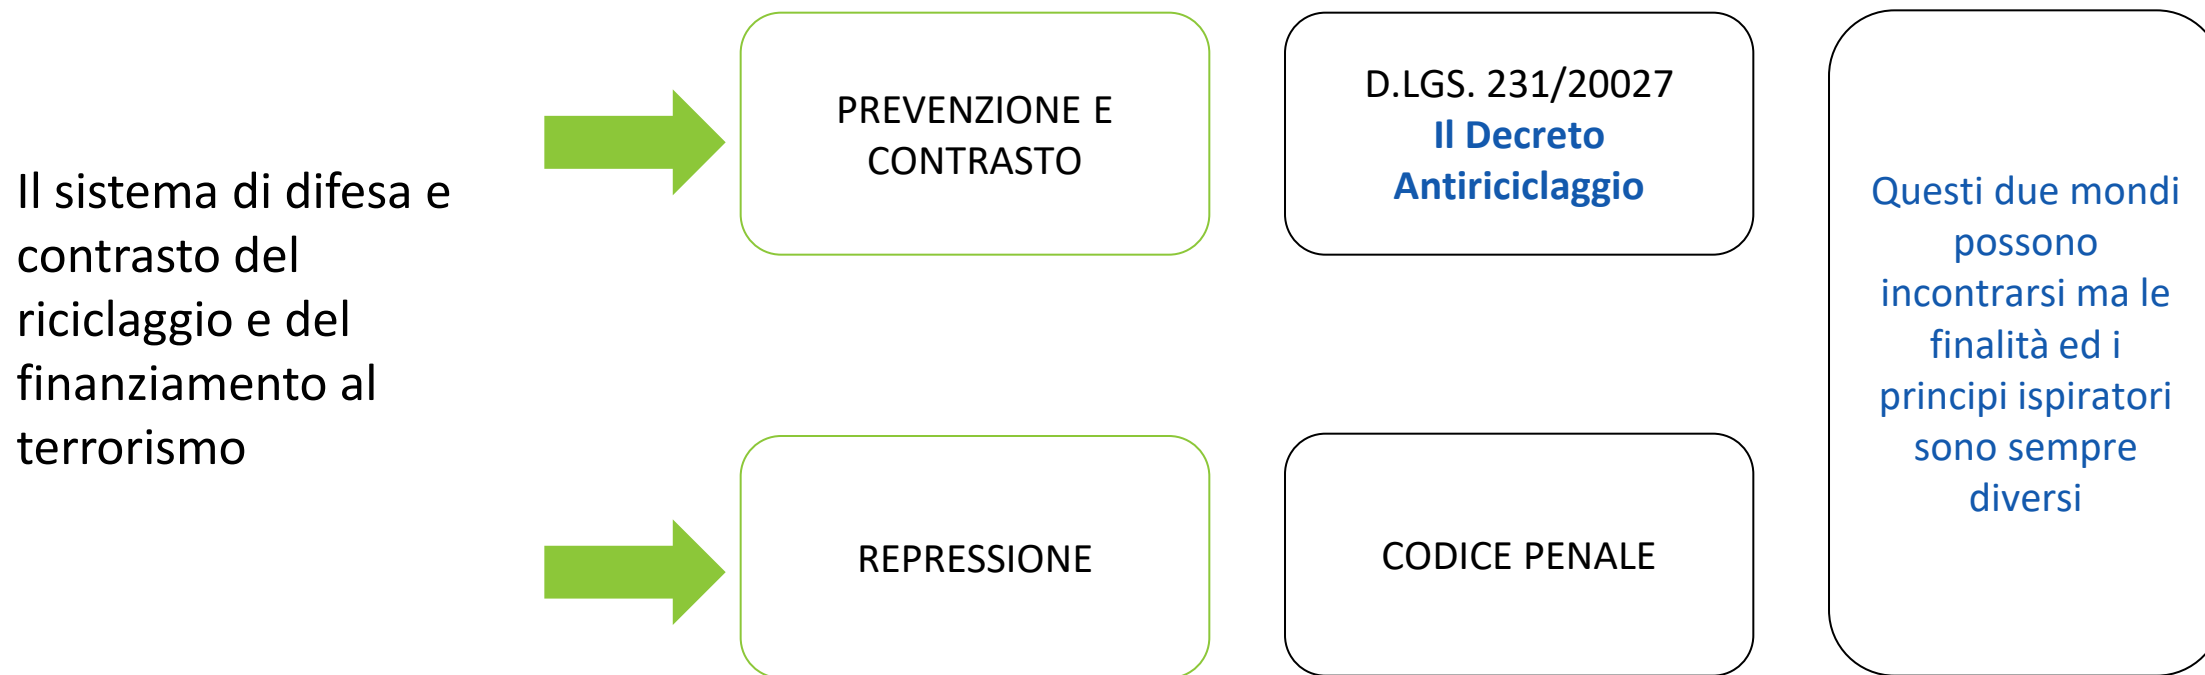 Il sistema di difesa e
contrasto del
riciclaggio e del
finanziamento al
terrorismo
PREVENZIONE E
CONTRASTO
D.LGS. 231/20027
Il Decreto
Antiriciclaggio
REPRESSIONE
CODICE PENALE
Questi due mondi
possono
incontrarsi ma le
finalità ed i
principi ispiratori
sono sempre
diversi